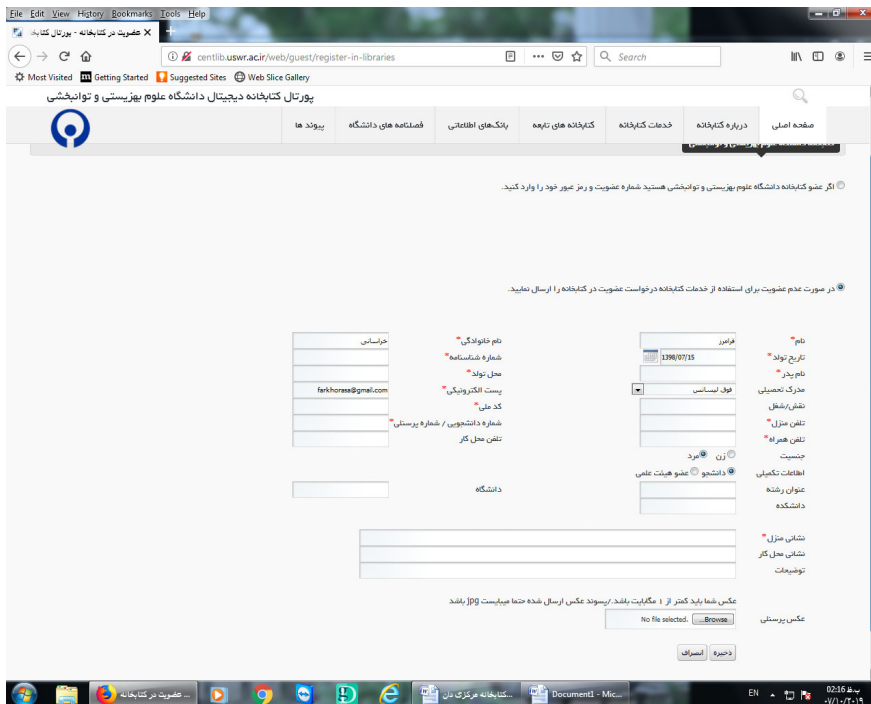 File Edit View History Bookmarks Tools Help
عضویت در کتابخانه - پورتال کتابخ ×
centlib.uswr.ac.ir/web/guest/register-in-libraries
Search
Most Visited Getting Started Suggested Sites Web Slice Gallery
پورتال کتابخانه دیجیتال دانشگاه علوم بهزیستی و توانبخشی
صفحه اصلی درباره کتابخانه خدمات کتابخانه کتابخانه های تابعه بانک‌های اطلاعاتی فصلنامه های دانشگاه پیوند ها
اگر عضو کتابخانه دانشگاه علوم بهزیستی و توانبخشی هستید شماره عضویت و رمز عبور خود را وارد کنید.
در صورت عدم عضویت برای استفاده از خدمات کتابخانه درخواست عضویت در کتابخانه را ارسال نمایید.
نام* فرامرز نام خانوادگی* خراسانی
تاریخ تولد* 1398/07/15 شماره شناسنامه*
نام پدر* محل تولد*
مدرک تحصیلی فوق لیسانس پست الکترونیکی* farkhorasa@gmail.com
نقش/شغل کد ملی*
تلفن منزل* شماره دانشجویی / شماره پرسنلی*
تلفن همراه* تلفن محل کار
جنسیت زن مرد
اطلاعات تکمیلی دانشجو عضو هیئت علمی
عنوان رشته دانشگاه
دانشکده
نشانی منزل*
نشانی محل کار
توضیحات
عکس شما باید کمتر از ۱ مگابایت باشد./پسوند عکس ارسال شده حتما میبایست jpg باشد
عکس پرسنلی Browse... No file selected.
ذخیره انصراف
عضویت در کتابخانه ...
کتابخانه مرکزی دان...
Document1 - Mic...
EN
02:16 ب.ظ